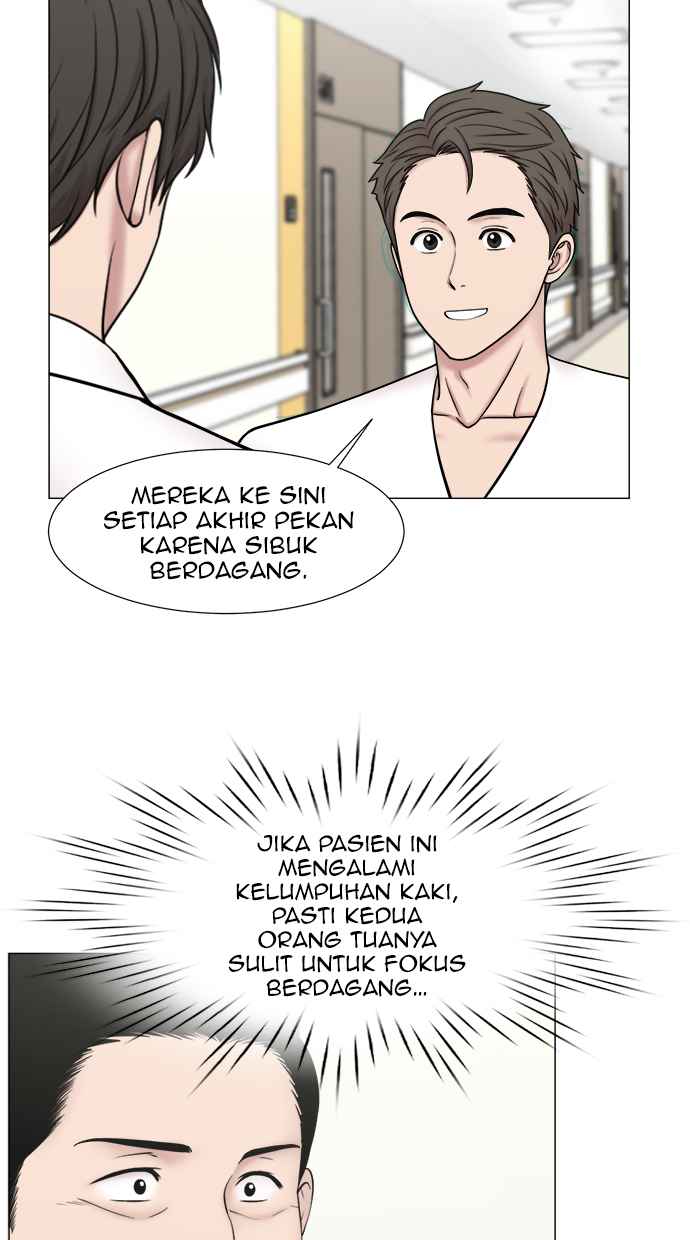 MEREKA KE SINI
SETIAP AKHIR PEKAN
KARENA SIBUK
BERDAGANG.
JIKA PASIEN INI
MENGALAMI
KELUMPUHAN KAKI,
PASTI KEDUA
ORANG TUANYA
SULIT UNTUK FOKUS
BERDAGANG...